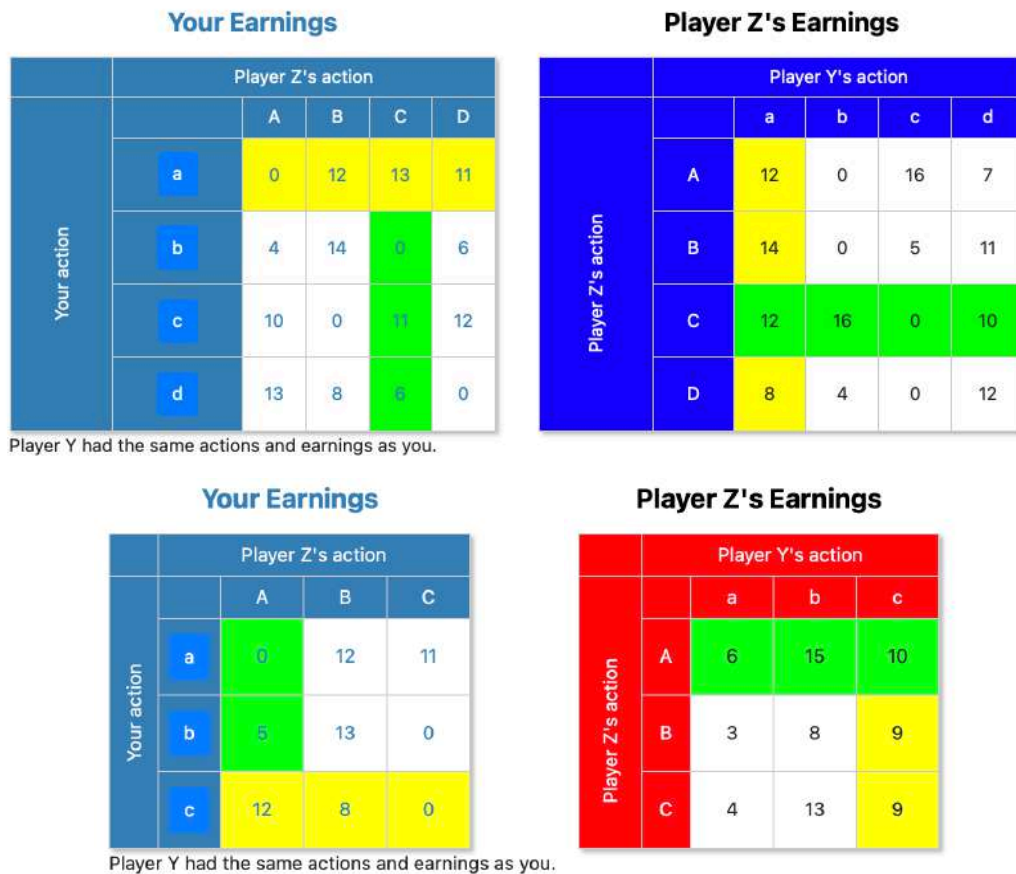 Your Earnings Player Z's Earnings
Player Z's action Player Y's action
A B C D a b c d
Your action Player Z's action
a 0 12 13 11 A 12 0 16 7
b 4 14 0 6 B 14 0 5 11
c 10 0 11 12 C 12 16 0 10
d 13 8 6 0 D 8 4 0 12
Player Y had the same actions and earnings as you.
Your Earnings Player Z's Earnings
Player Z's action Player Y's action
A B C a b c
Your action Player Z's action
a 0 12 11 A 6 15 10
b 5 13 0 B 3 8 9
c 12 8 0 C 4 13 9
Player Y had the same actions and earnings as you.